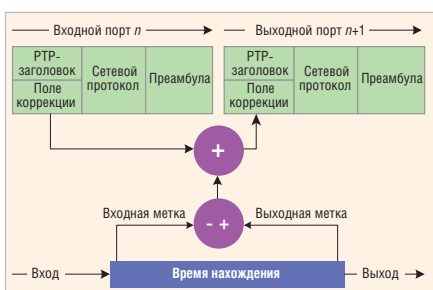 Входной порт n
Выходной порт n+1
PTP-
заголовок
Поле
коррекции
Сетевой
протокол
Преамбула
PTP-
заголовок
Поле
коррекции
Сетевой
протокол
Преамбула
+
Входная метка
- +
Выходная метка
Вход
Время нахождения
Выход